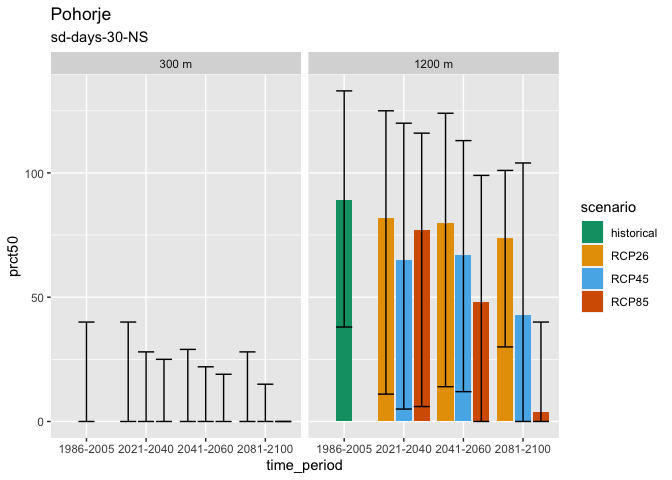 Pohorje
sd-days-30-NS
300 m
1200 m
prct50
100
50
0
1986-2005 2021-2040 2041-2060 2081-2100
1986-2005 2021-2040 2041-2060 2081-2100
time_period
scenario
historical
RCP26
RCP45
RCP85